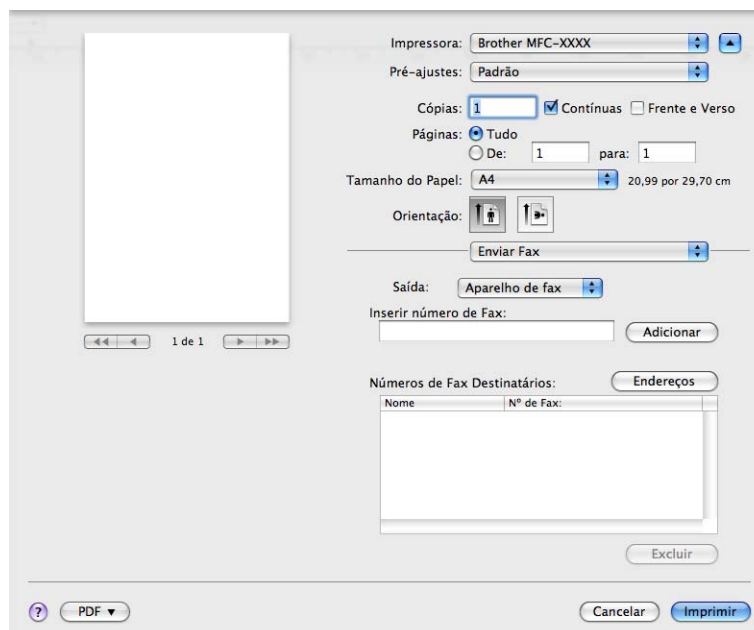 Impressora: Brother MFC-XXXX
Pré-ajustes: Padrão
Cópias: 1 Contínuas Frente e Verso
Páginas: Tudo
De: 1 para: 1
Tamanho do Papel: A4 20,99 por 29,70 cm
Orientação:
Enviar Fax
Saída: Aparelho de fax
Inserir número de Fax:
Adicionar
1 de 1
Números de Fax Destinatários: Endereços
Nome Nº de Fax:
Excluir
? PDF Cancelar Imprimir